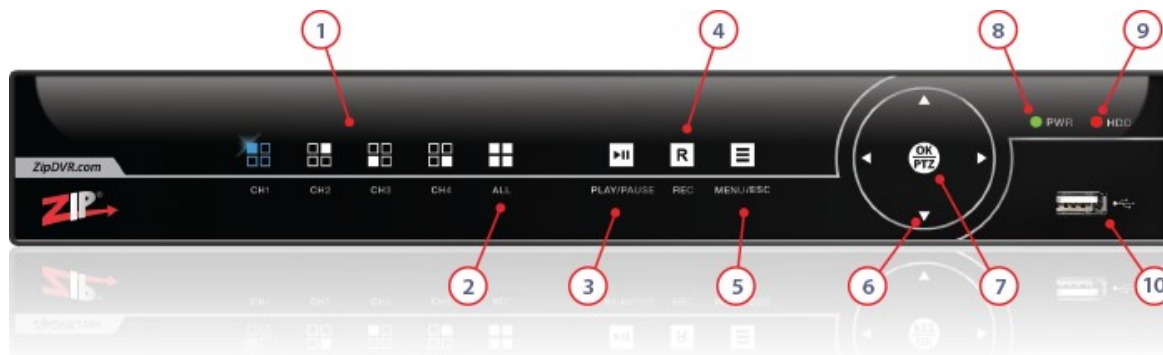 1
4
8
9
PWR
HDD
OK
PTZ
R
ZipDVR.com
CH1 CH2 CH3 CH4 ALL PLAY/PAUSE REC MENU/ESC
ZIP®
2
3
5
6
7
10